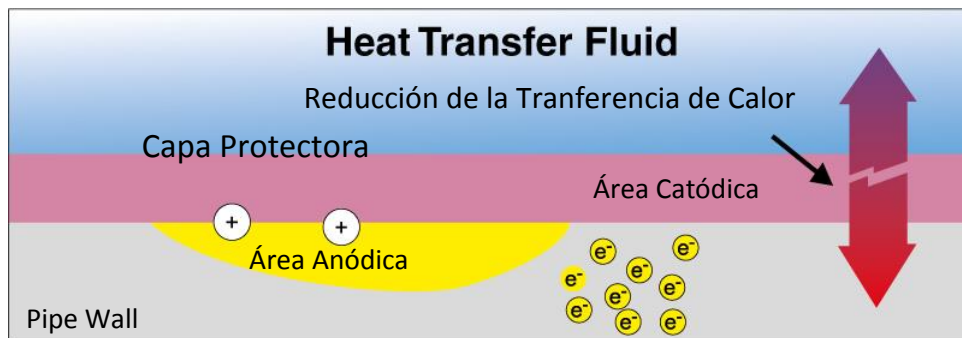 Heat Transfer Fluid
Reducción de la Tranferencia de Calor
Capa Protectora
Área Catódica
+ +
Área Anódica
e- e- e- e- e- e- e- e- e- e-
Pipe Wall